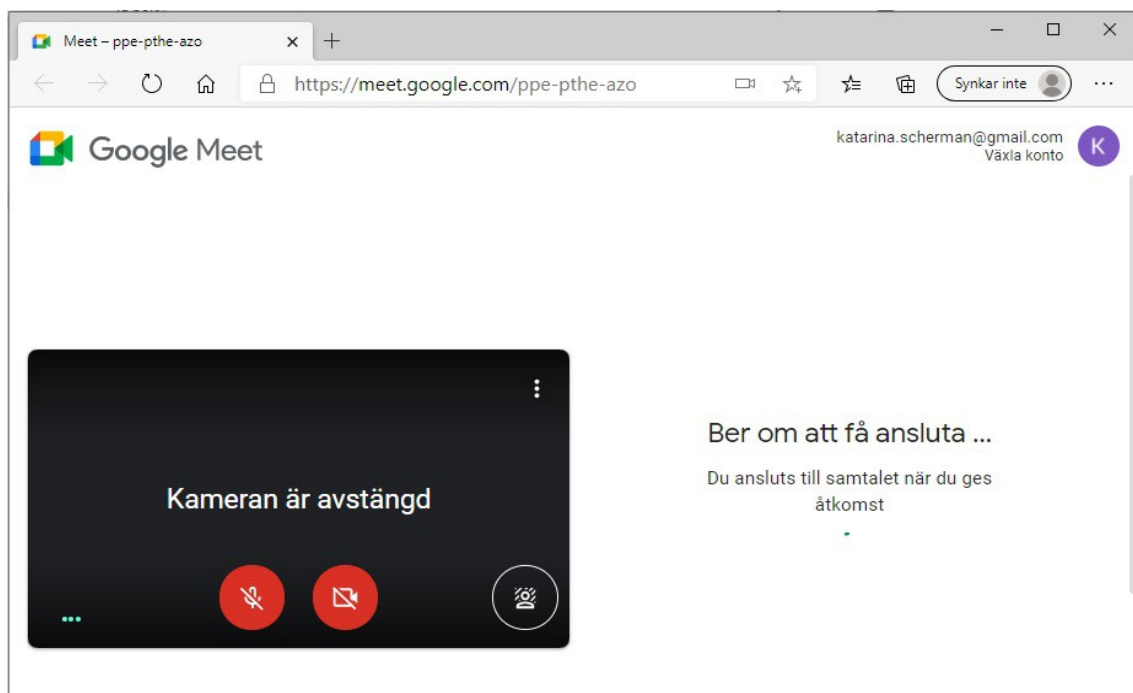 Meet – ppe-pthe-azo
https://meet.google.com/ppe-pthe-azo
Synkar inte
Google Meet
katarina.scherman@gmail.com
Växla konto
K
Kameran är avstängd
Ber om att få ansluta ...
Du ansluts till samtalet när du ges
åtkomst